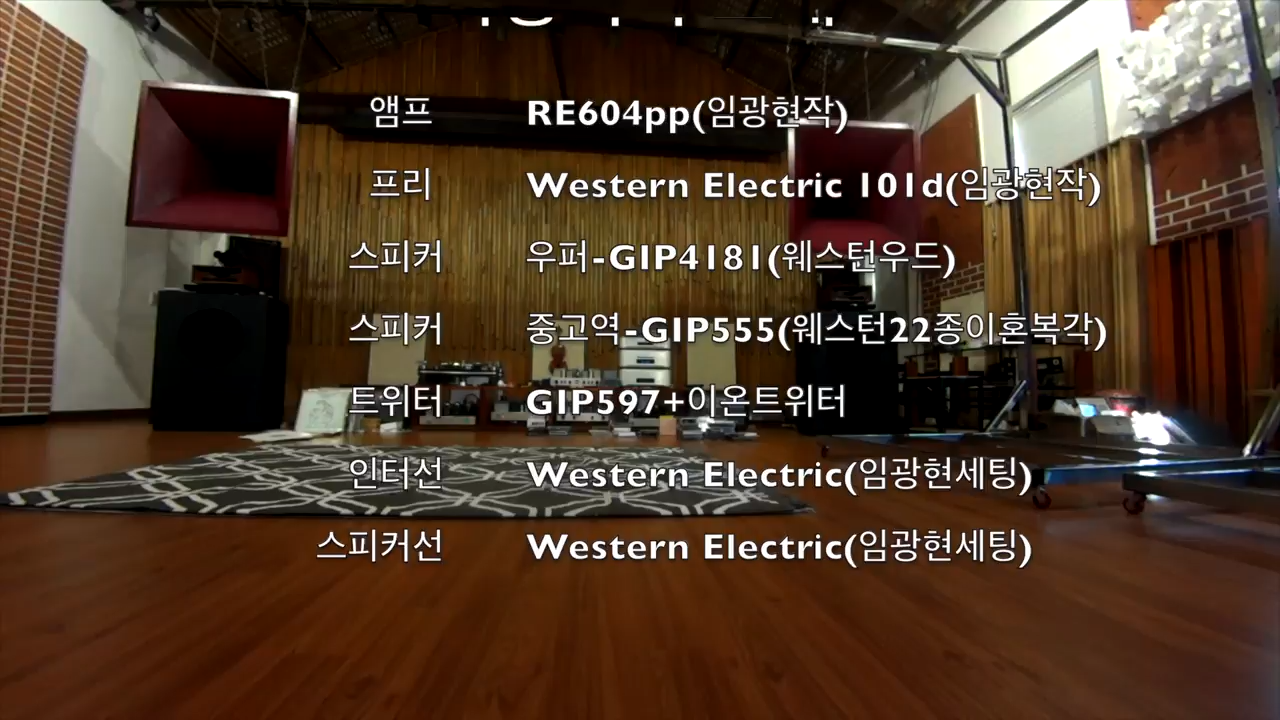 앰프 RE604pp(임광현작)
프리 Western Electric 101d(임광현작)
스피커 우퍼-GIP4181(웨스턴우드)
스피커 중고역-GIP555(웨스턴22종이혼복각)
트위터 GIP597+이온트위터
인터선 Western Electric(임광현세팅)
스피커선 Western Electric(임광현세팅)